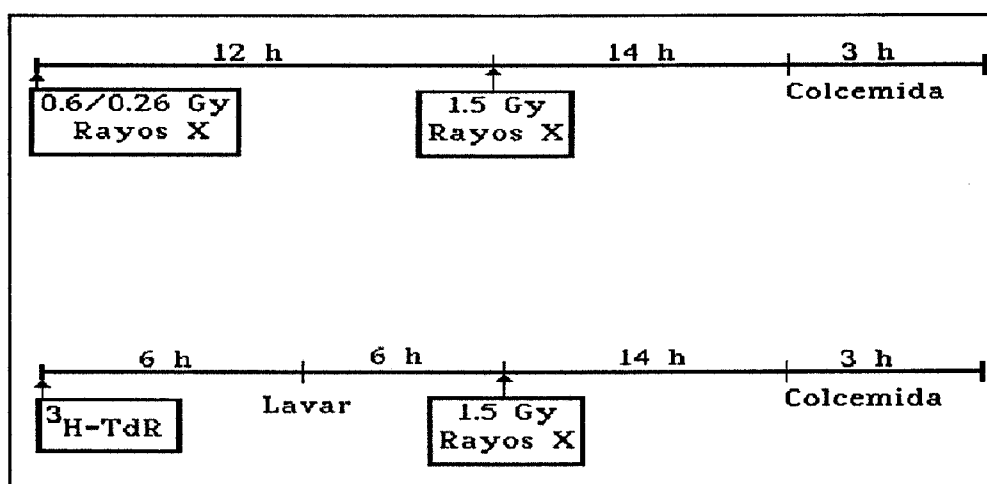 12 h 14 h 3 h
0.6/0.26 Gy
Rayos X
1.5 Gy
Rayos X
Colcemida
6 h 6 h 14 h 3 h
Lavar
Colcemida
³H-TdR
1.5 Gy
Rayos X